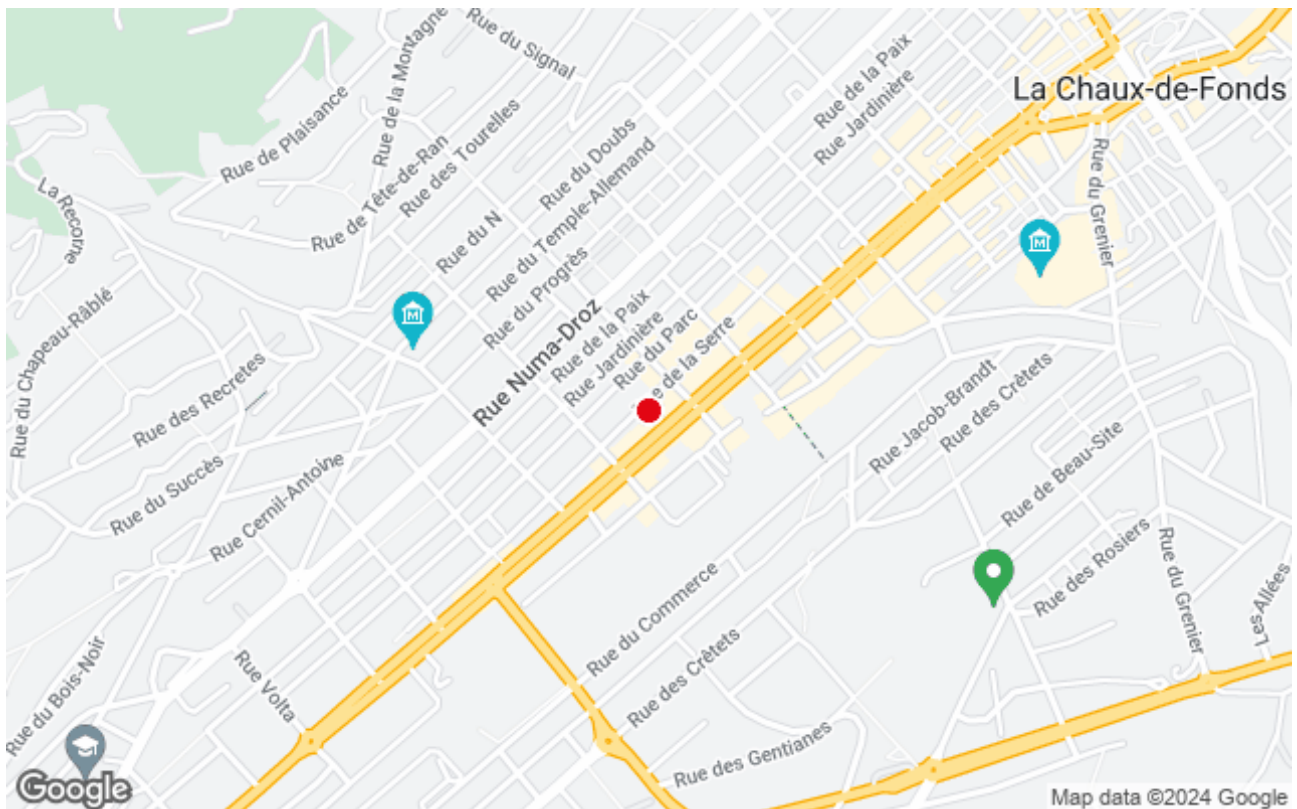 Rue du Signal
Rue de la Montagne
Rue de la Paix
Rue Jardinière
La Chaux-de-Fonds
Rue de Plaisance
Rue des Tourelles
Rue de Tête-de-Ran
Rue du Doubs
Rue du Temple-Allemand
Rue du Grenier
La Recorne
Rue du N
Rue du Progrès
M
M
Rue du Chapeau-Râblé
Rue Numa-Droz
Rue de la Paix
Rue Jardinière
Rue du Parc
e de la Serre
Rue des Recretes
Rue Jacob-Brandt
Rue des Crêtets
Rue du Succès
Rue Cernil-Antoine
Rue de Beau-Site
Rue des Rosiers
Rue du Grenier
Les Allées
Rue du Commerce
Rue des Crêtets
Rue du Bois-Noir
Rue Volta
Rue des Gentianes
Google
Map data ©2024 Google